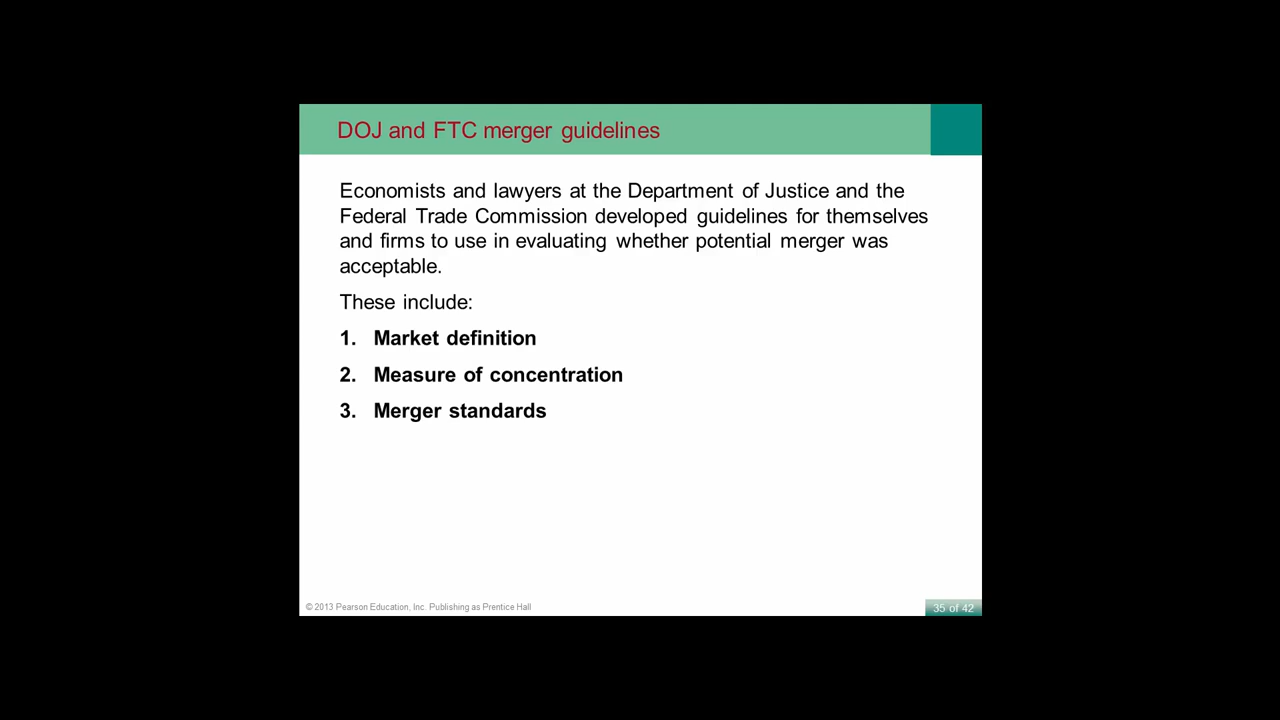 DOJ and FTC merger guidelines
Economists and lawyers at the Department of Justice and the
Federal Trade Commission developed guidelines for themselves
and firms to use in evaluating whether potential merger was
acceptable.
These include:
1. Market definition
2. Measure of concentration
3. Merger standards
© 2013 Pearson Education, Inc. Publishing as Prentice Hall
35 of 42